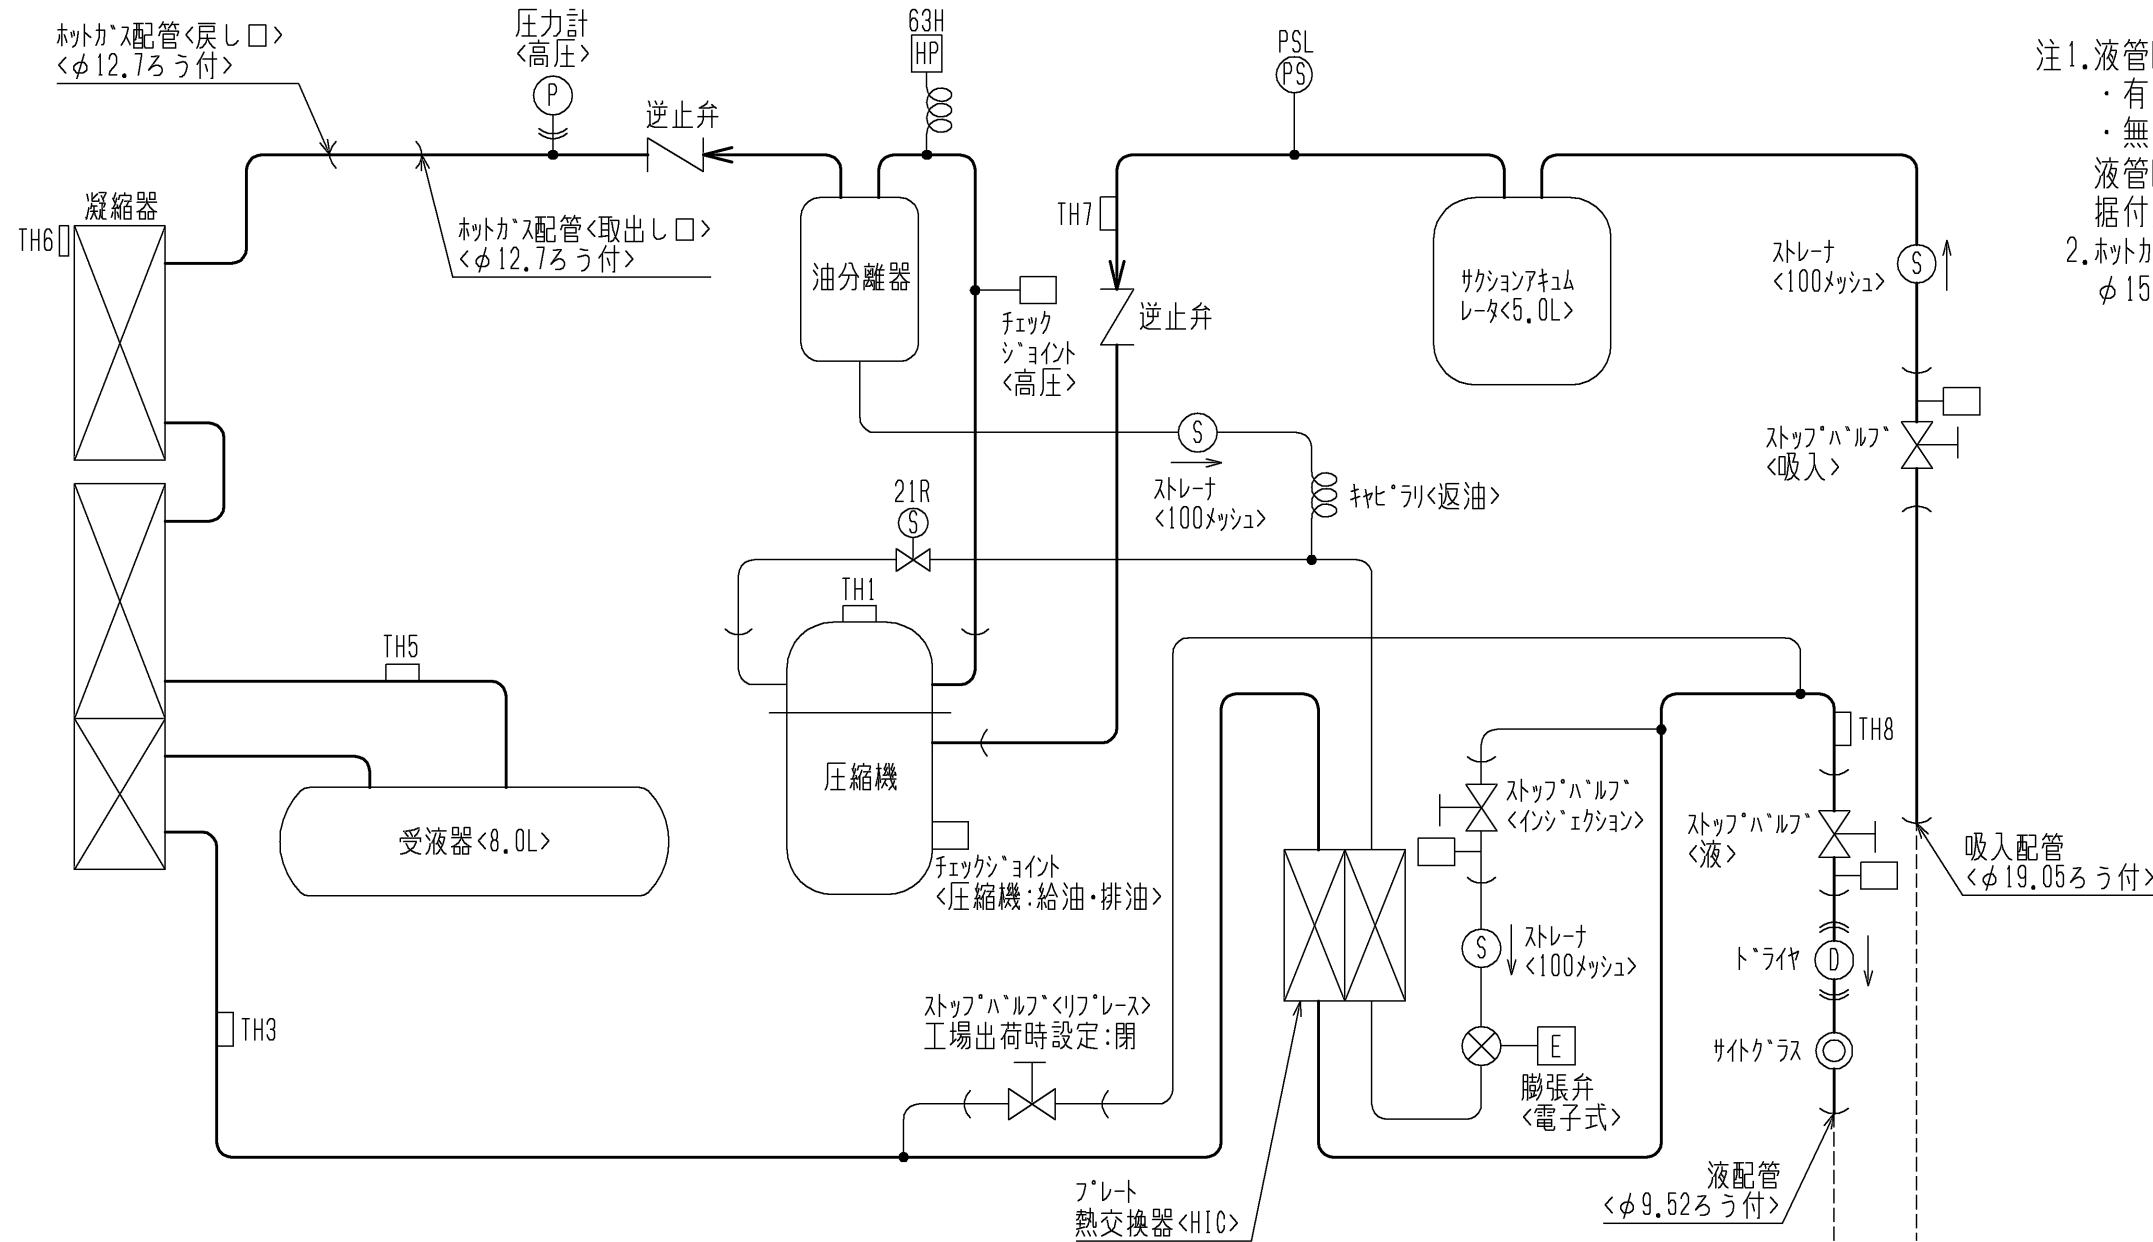 ホットガス配管<戻し口>
<φ12.7ろう付>
圧力計
<高圧>
P
逆止弁
63H
HP
PSL
PS
注1.液管
・有
・無
液管
据付
2.ホットガ
φ15
凝縮器
TH6
ホットガス配管<取出し口>
<φ12.7ろう付>
油分離器
チェック
ジョイント
<高圧>
TH7
逆止弁
サクションアキュム
レータ<5.0L>
ストレーナ
<100メッシュ>
S
ストップバルブ
<吸入>
S
ストレーナ
<100メッシュ>
キャピラリ<返油>
21R
S
TH1
TH5
圧縮機
受液器<8.0L>
チェックジョイント
<圧縮機:給油・排油>
TH8
ストップバルブ
<インジェクション>
ストップバルブ
<液>
吸入配管
<φ19.05ろう付>
S
ストレーナ
<100メッシュ>
ドライヤ
D
TH3
ストップバルブ<リプレース>
工場出荷時設定:閉
E
膨張弁
<電子式>
サイトグラス
プレート
熱交換器<HIC>
液配管
<φ9.52ろう付>